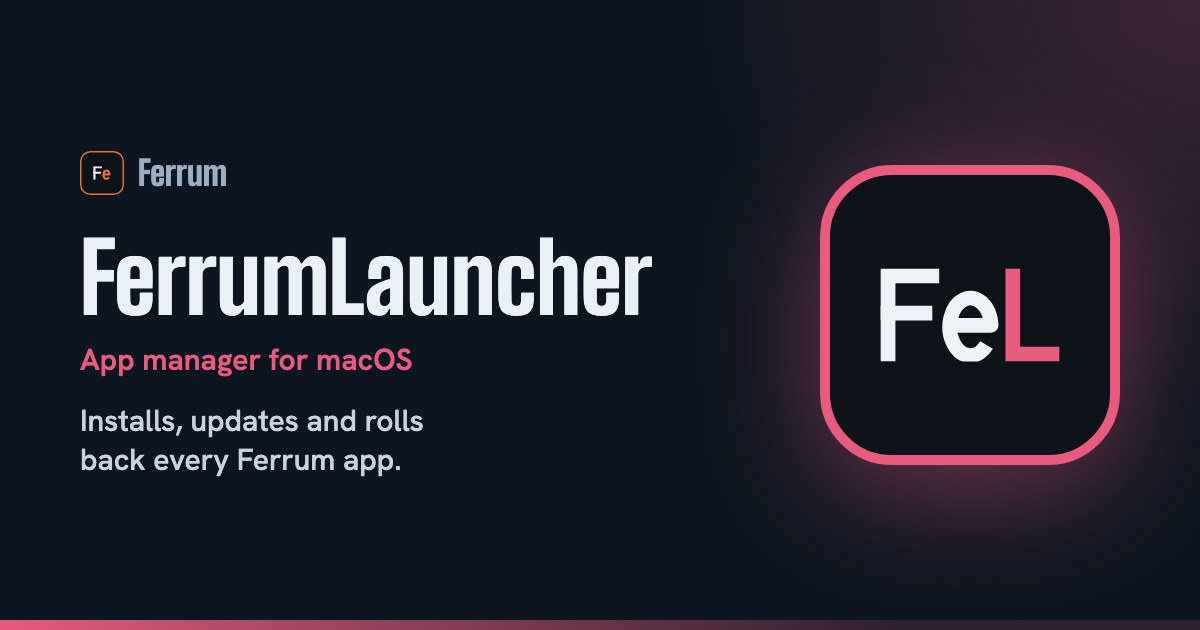 Fe Ferrum
FerrumLauncher
App manager for macOS
Installs, updates and rolls
back every Ferrum app.
FeL